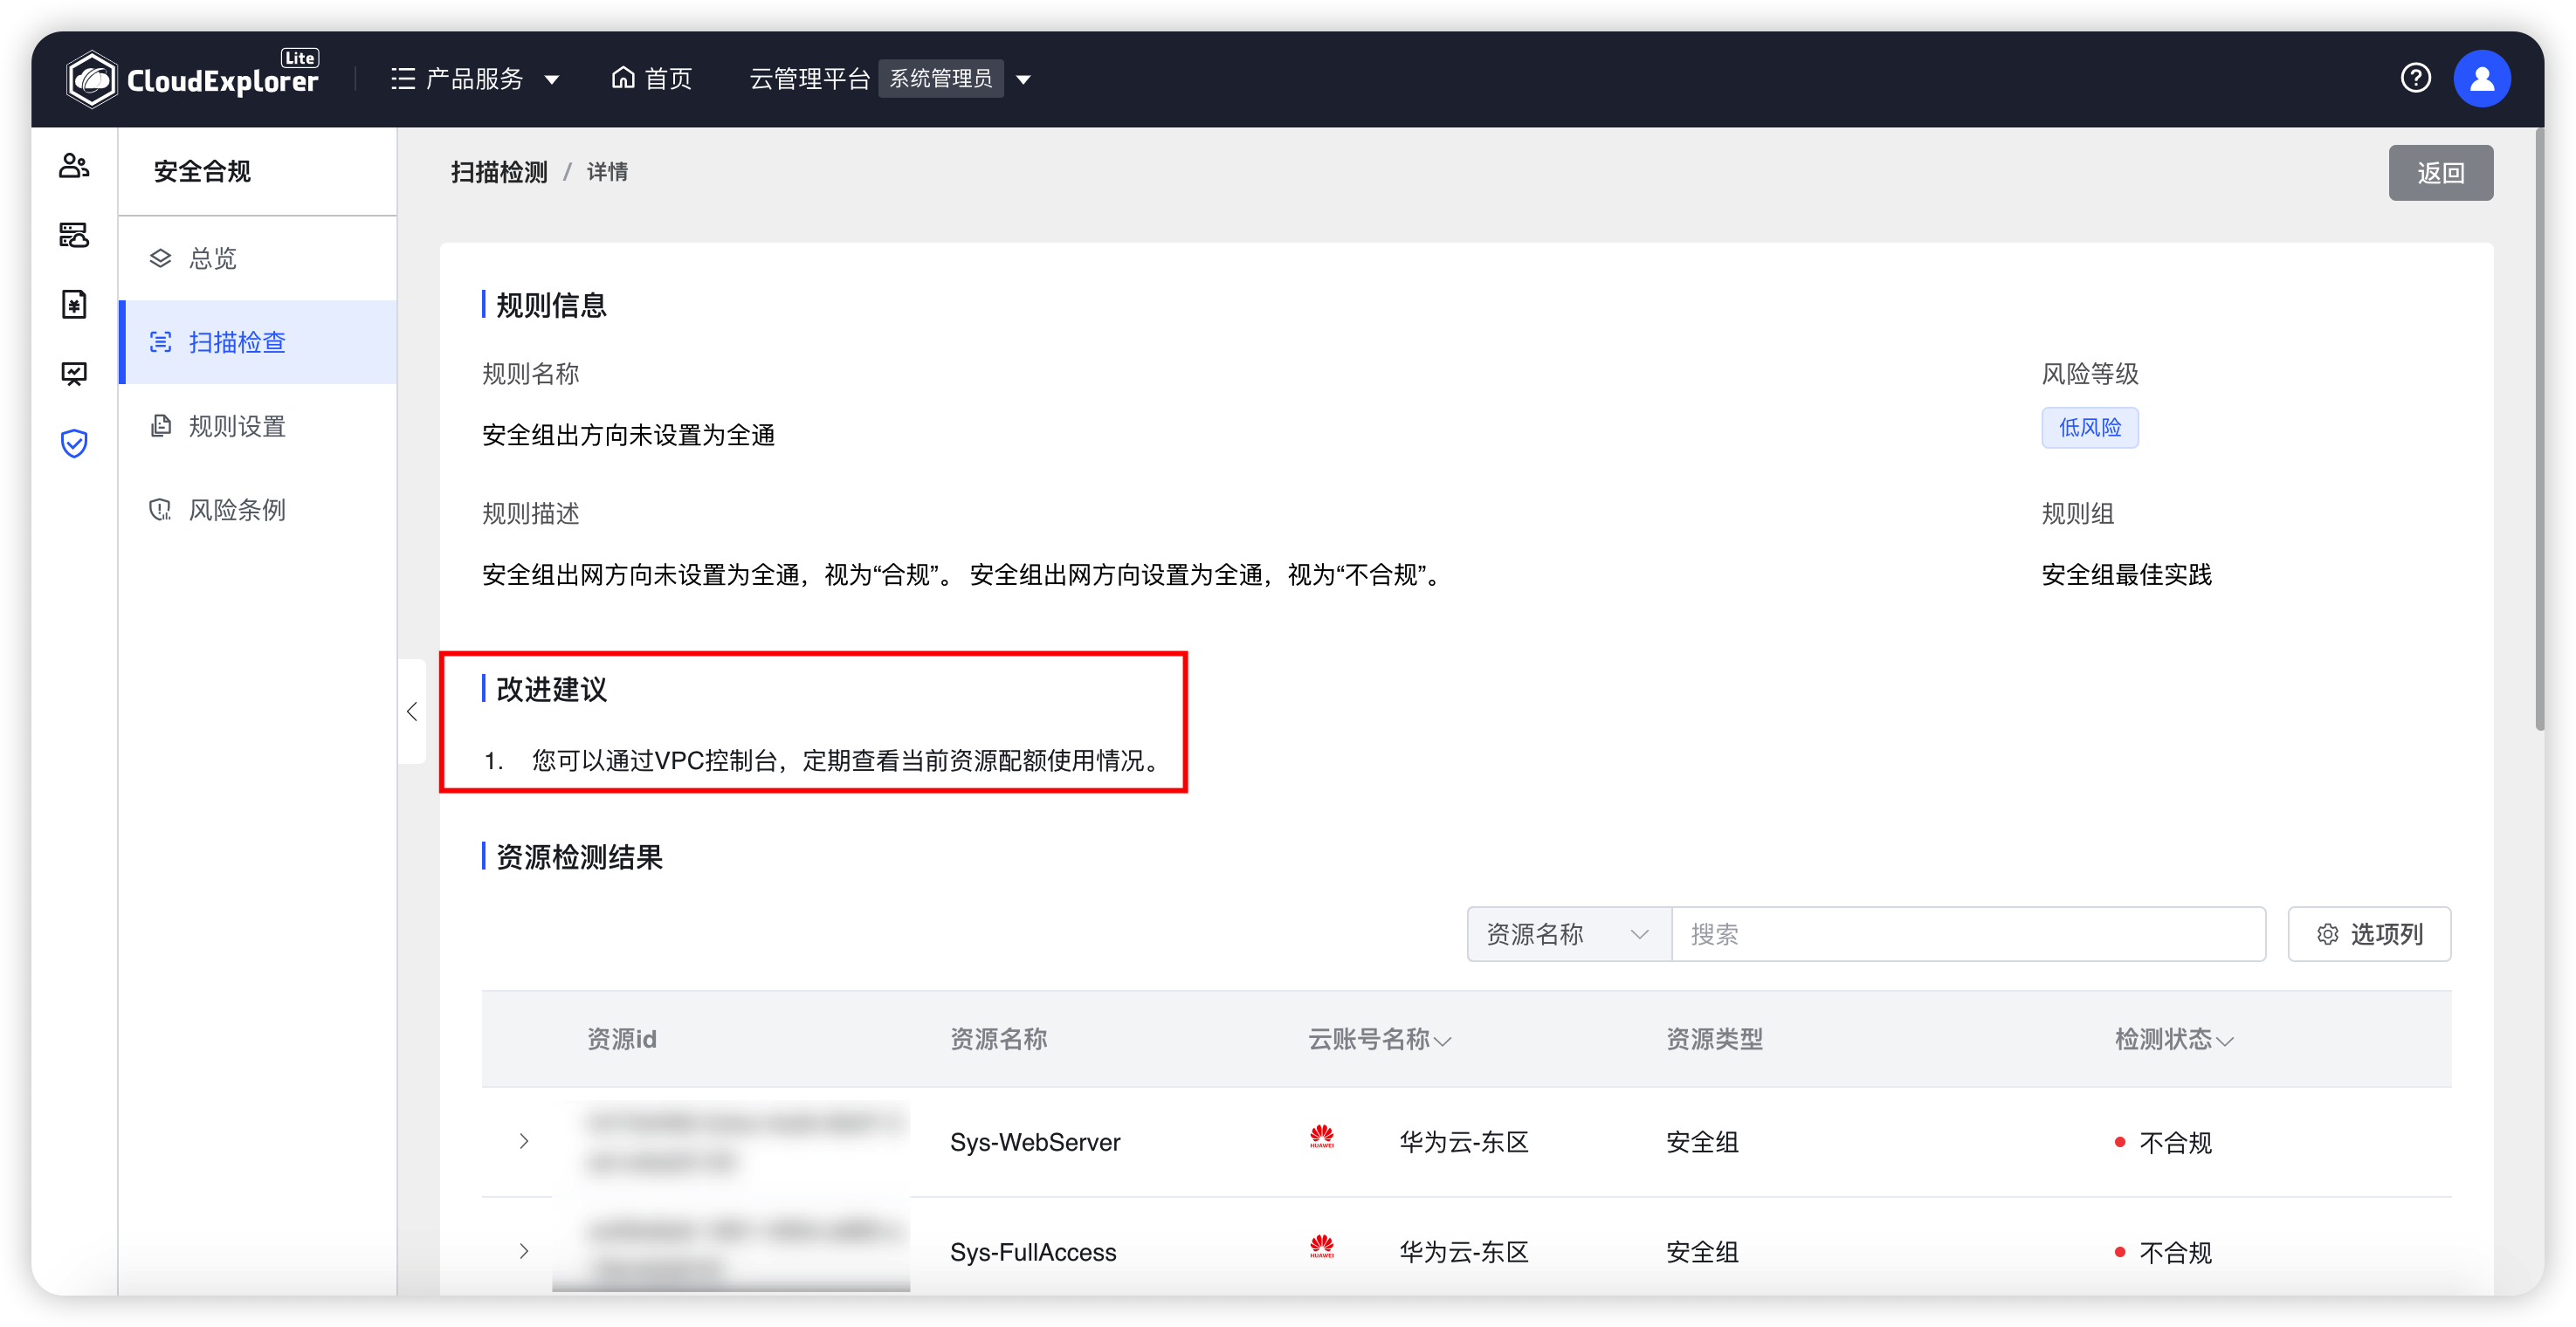 CloudExplorer Lite
产品服务
首页
云管理平台 系统管理员
安全合规
总览
扫描检查
规则设置
风险条例
扫描检测 / 详情
返回
规则信息
规则名称
风险等级
安全组出方向未设置为全通
低风险
规则描述
规则组
安全组出网方向未设置为全通，视为“合规”。 安全组出网方向设置为全通，视为“不合规”。
安全组最佳实践
改进建议
1. 您可以通过VPC控制台，定期查看当前资源配额使用情况。
资源检测结果
资源名称
搜索
选项列
资源id 资源名称 云账号名称 资源类型 检测状态
Sys-WebServer HUAWEI 华为云-东区 安全组 不合规
Sys-FullAccess HUAWEI 华为云-东区 安全组 不合规